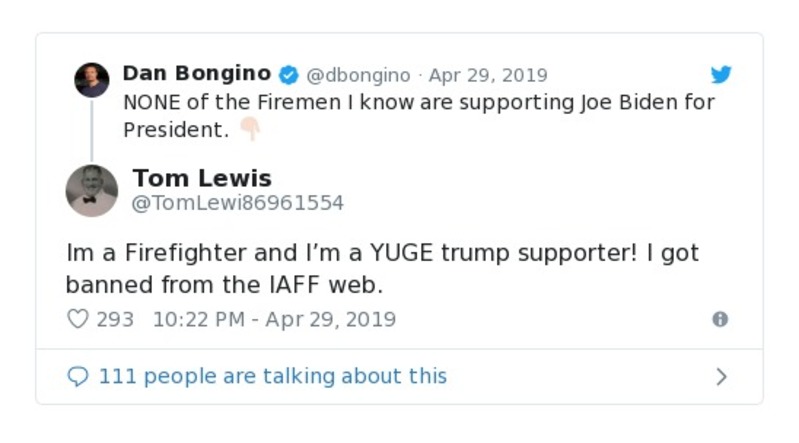 Dan Bongino @dbongino · Apr 29, 2019
NONE of the Firemen I know are supporting Joe Biden for
President. 👇🏻
Tom Lewis
@TomLewi86961554
Im a Firefighter and I’m a YUGE trump supporter! I got
banned from the IAFF web.
293 10:22 PM - Apr 29, 2019
111 people are talking about this